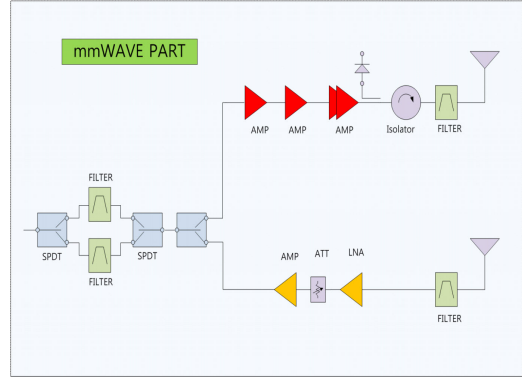 mmWAVE PART
AMP
AMP
AMP
Isolator
FILTER
FILTER
SPDT
SPDT
FILTER
AMP
ATT
LNA
FILTER